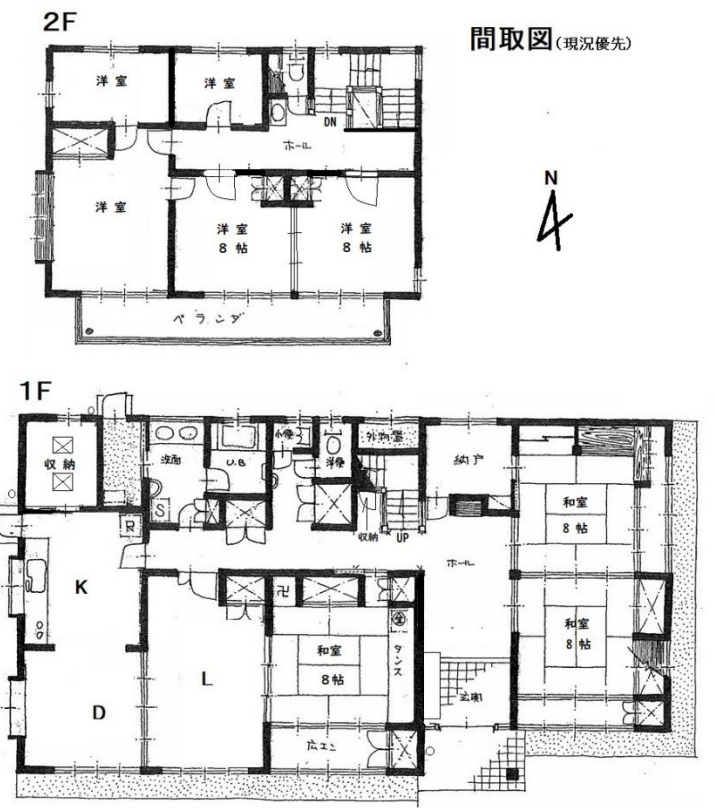 2F
間取図(現況優先)
洋室
洋室
DN
ホール
洋室
洋室
8帖
洋室
8帖
N
ベランダ
1F
収納
洗面
U.B
小便
洋便
外物置
納戸
S
和室
8帖
R
収納
UP
ホール
K
卍
和室
8帖
和室
8帖
タンス
L
D
玄関
広エン